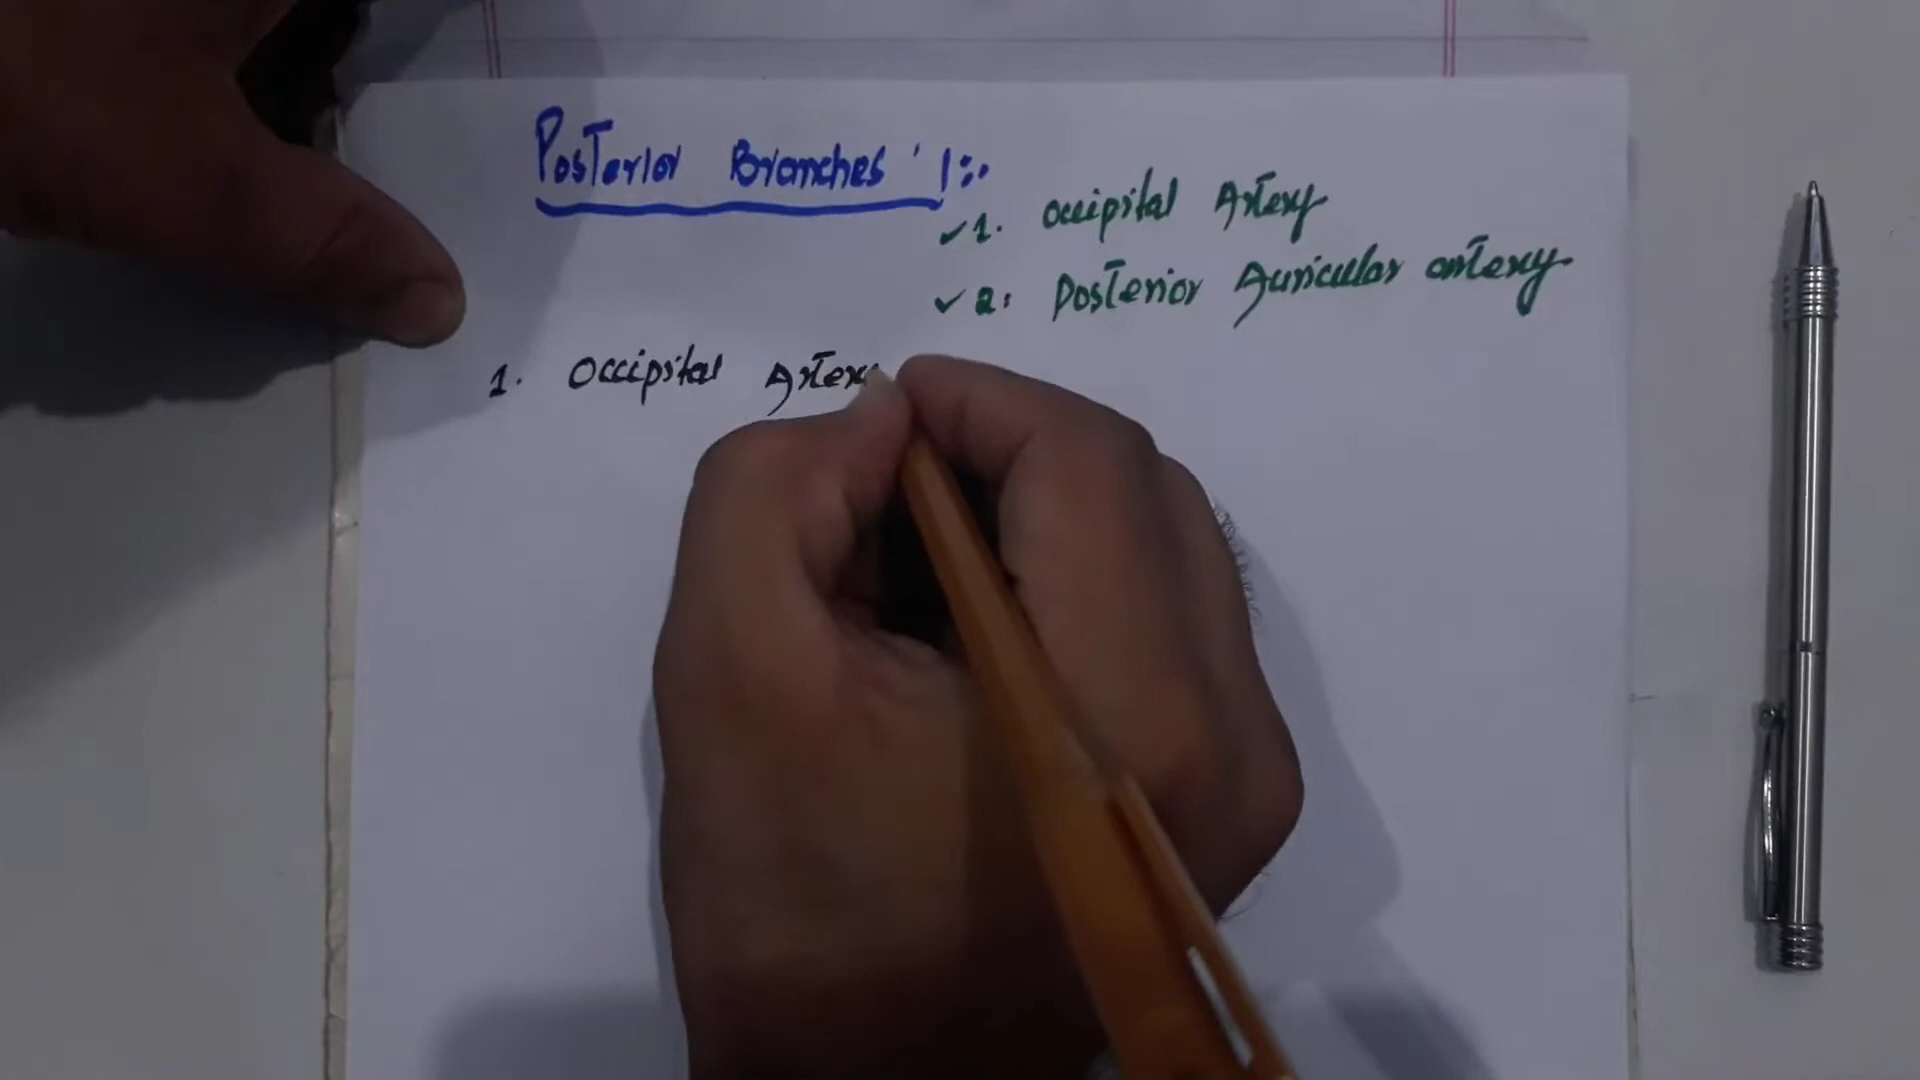 Posterior Branches :-
✓1. Occipital Artery
✓2. Posterior Auricular artery
1. Occipital Artery